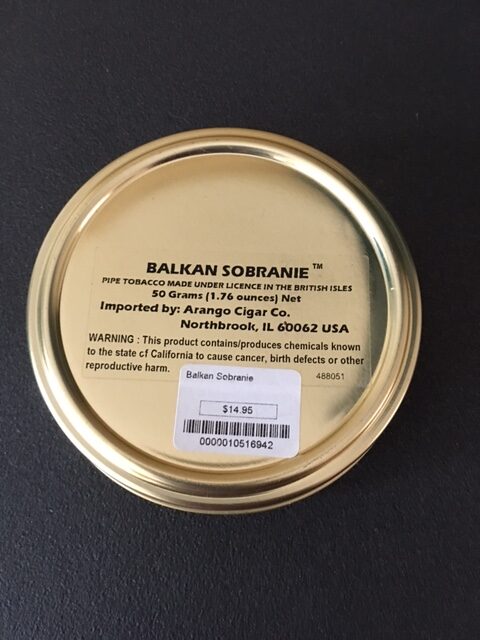 BALKAN SOBRANIE™
PIPE TOBACCO MADE UNDER LICENCE IN THE BRITISH ISLES
50 Grams (1.76 ounces) Net
Imported by: Arango Cigar Co.
Northbrook, IL 60062 USA
WARNING : This product contains/produces chemicals known
to the state cf California to cause cancer, birth defects or other
reproductive harm.
488051
Balkan Sobranie
$14.95
0000010516942